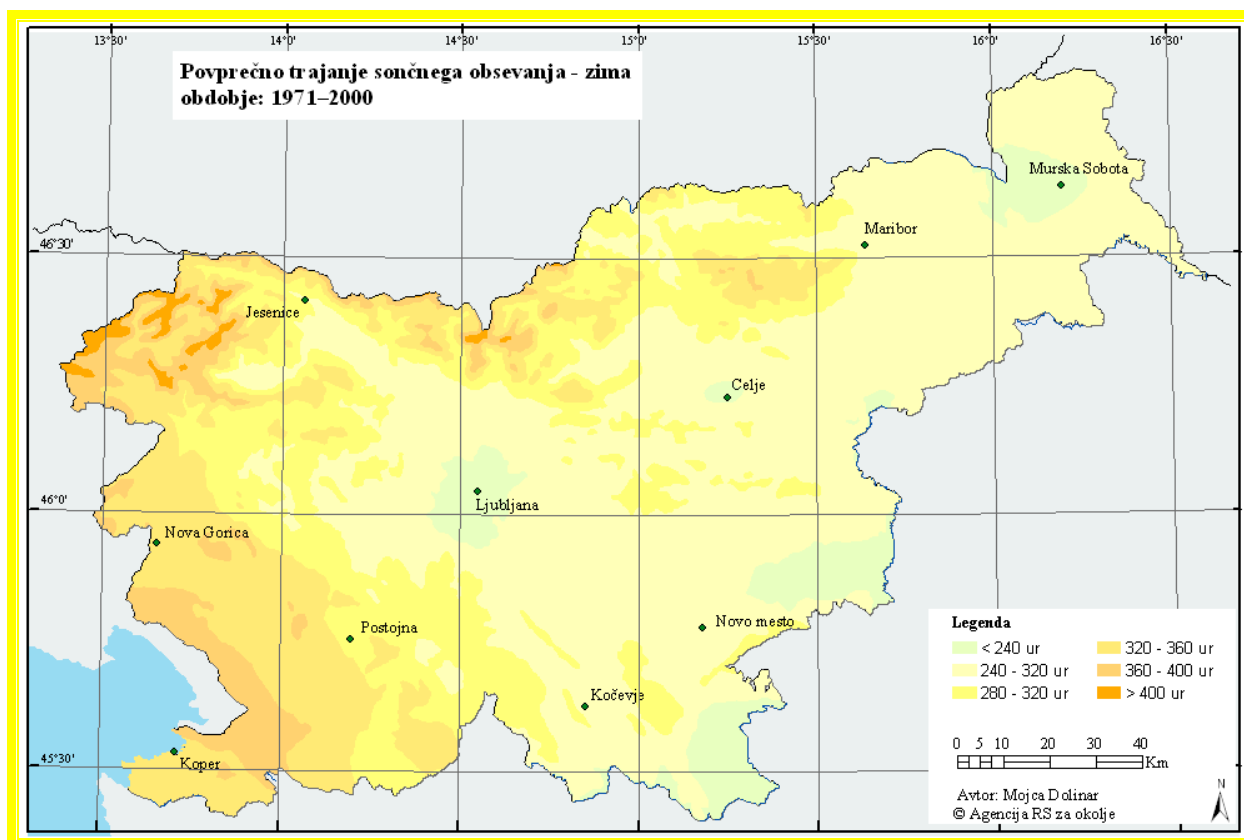 13°30' 14°0' 14°30' 15°0' 15°30' 16°0' 16°30'
Povprečno trajanje sončnega obsevanja - zima
obdobje: 1971–2000
Murska Sobota
Maribor
46°30'
Jesenice
Celje
Ljubljana
46°0'
Nova Gorica
Postojna
Novo mesto
Kočevje
Koper
45°30'
Legenda
< 240 ur
240 - 320 ur
280 - 320 ur
320 - 360 ur
360 - 400 ur
> 400 ur
0 5 10 20 30 40
Km
Avtor: Mojca Dolinar
© Agencija RS za okolje
N